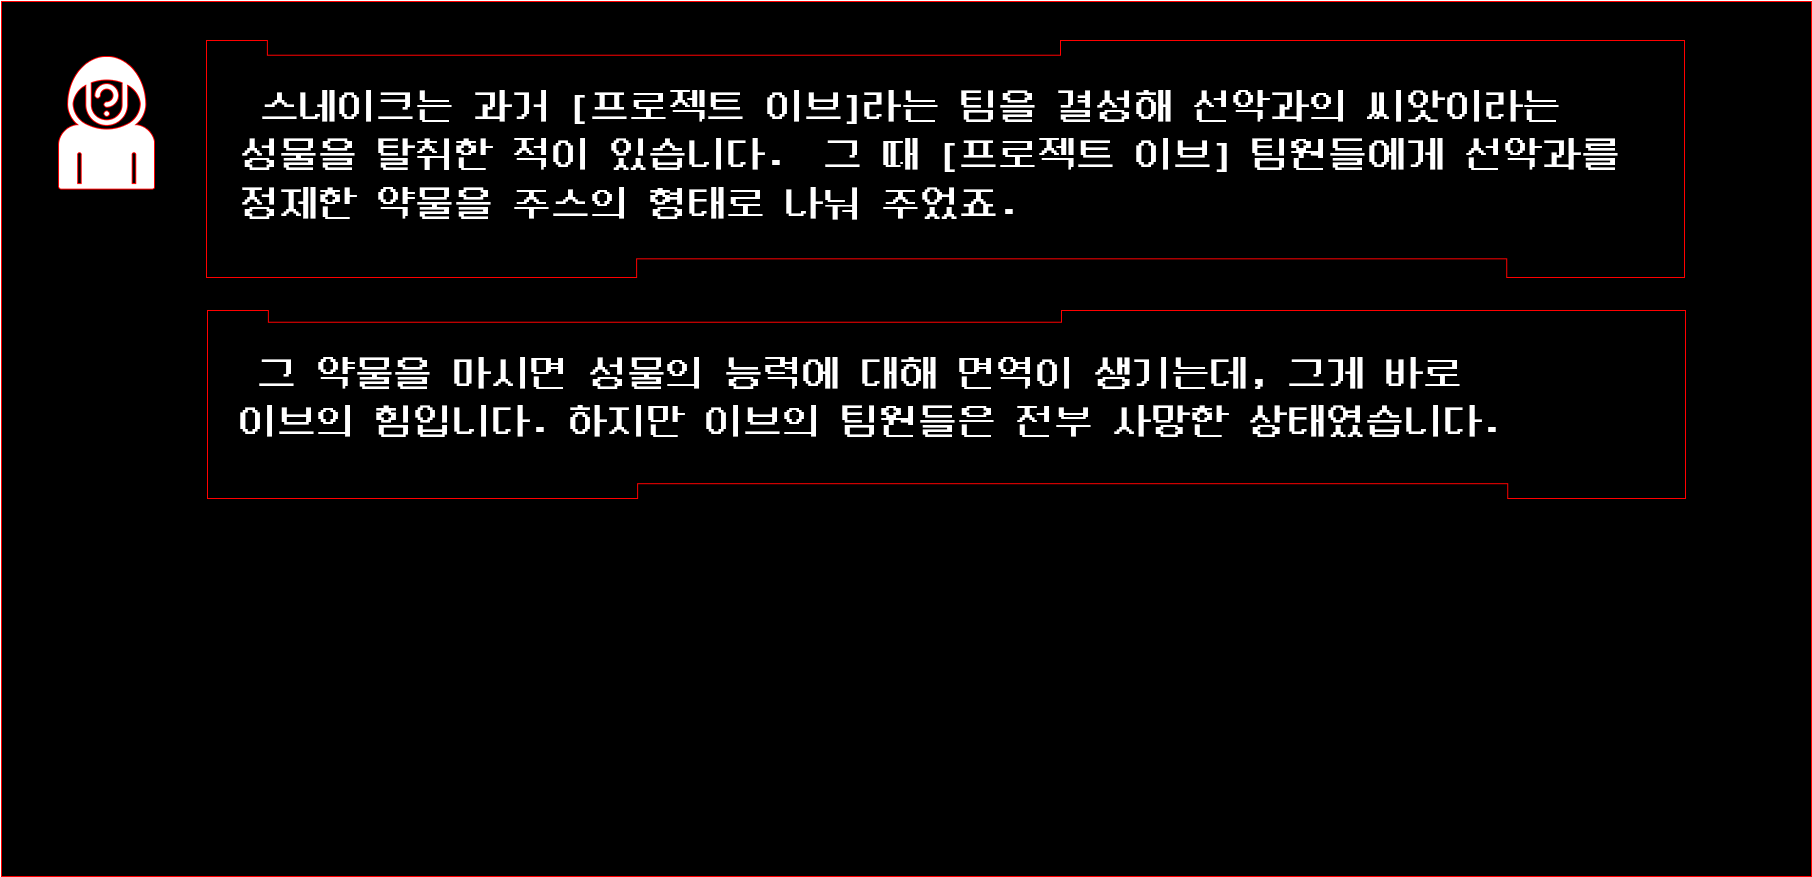 스네이크는 과거 [프로젝트 이브]라는 팀을 결성해 선악과의 씨앗이라는
성물을 탈취한 적이 있습니다. 그 때 [프로젝트 이브] 팀원들에게 선악과를
정제한 약물을 주스의 형태로 나눠 주었죠.
그 약물을 마시면 성물의 능력에 대해 면역이 생기는데, 그게 바로
이브의 힘입니다. 하지만 이브의 팀원들은 전부 사망한 상태였습니다.